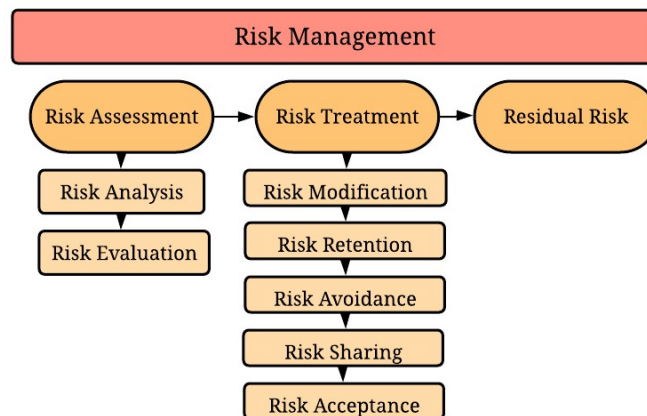 Risk Management
Risk Assessment
Risk Treatment
Residual Risk
Risk Analysis
Risk Evaluation
Risk Modification
Risk Retention
Risk Avoidance
Risk Sharing
Risk Acceptance